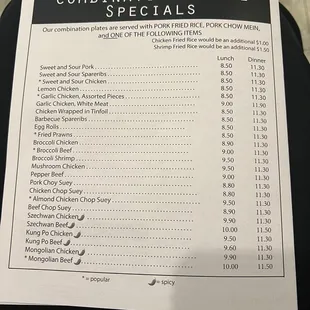 SPECIALS
Our combination plates are served with PORK FRIED RICE, PORK CHOW MEIN,
and ONE OF THE FOLLOWING ITEMS
Chicken Fried Rice would be an additional $1.00
Shrimp Fried Rice would be an additional $1.50
Lunch Dinner
Sweet and Sour Pork 8.50 11.30
Sweet and Sour Spareribs 8.50 11.30
* Sweet and Sour Chicken 8.50 11.30
Lemon Chicken 8.50 11.30
* Garlic Chicken, Assorted Pieces 8.50 11.30
Garlic Chicken, White Meat 9.00 11.90
Chicken Wrapped in Tinfoil 8.50 11.30
Barbecue Spareribs 8.50 11.30
Egg Rolls 8.50 11.30
* Fried Prawns 8.50 11.30
Broccoli Chicken 8.90 11.30
* Broccoli Beef 9.00 11.30
Broccoli Shrimp 9.50 11.30
Mushroom Chicken 9.50 11.30
Pepper Beef 9.00 11.30
Pork Choy Suey 8.80 11.30
Chicken Chop Suey 8.80 11.30
* Almond Chicken Chop Suey 9.50 11.30
Beef Chop Suey 8.90 11.30
Szechwan Chicken 9.90 11.30
Szechwan Beef 10.00 11.50
Kung Po Chicken 9.50 11.30
Kung Po Beef 9.60 11.30
Mongolian Chicken 9.90 11.30
* Mongolian Beef 10.00 11.50
* = popular = spicy